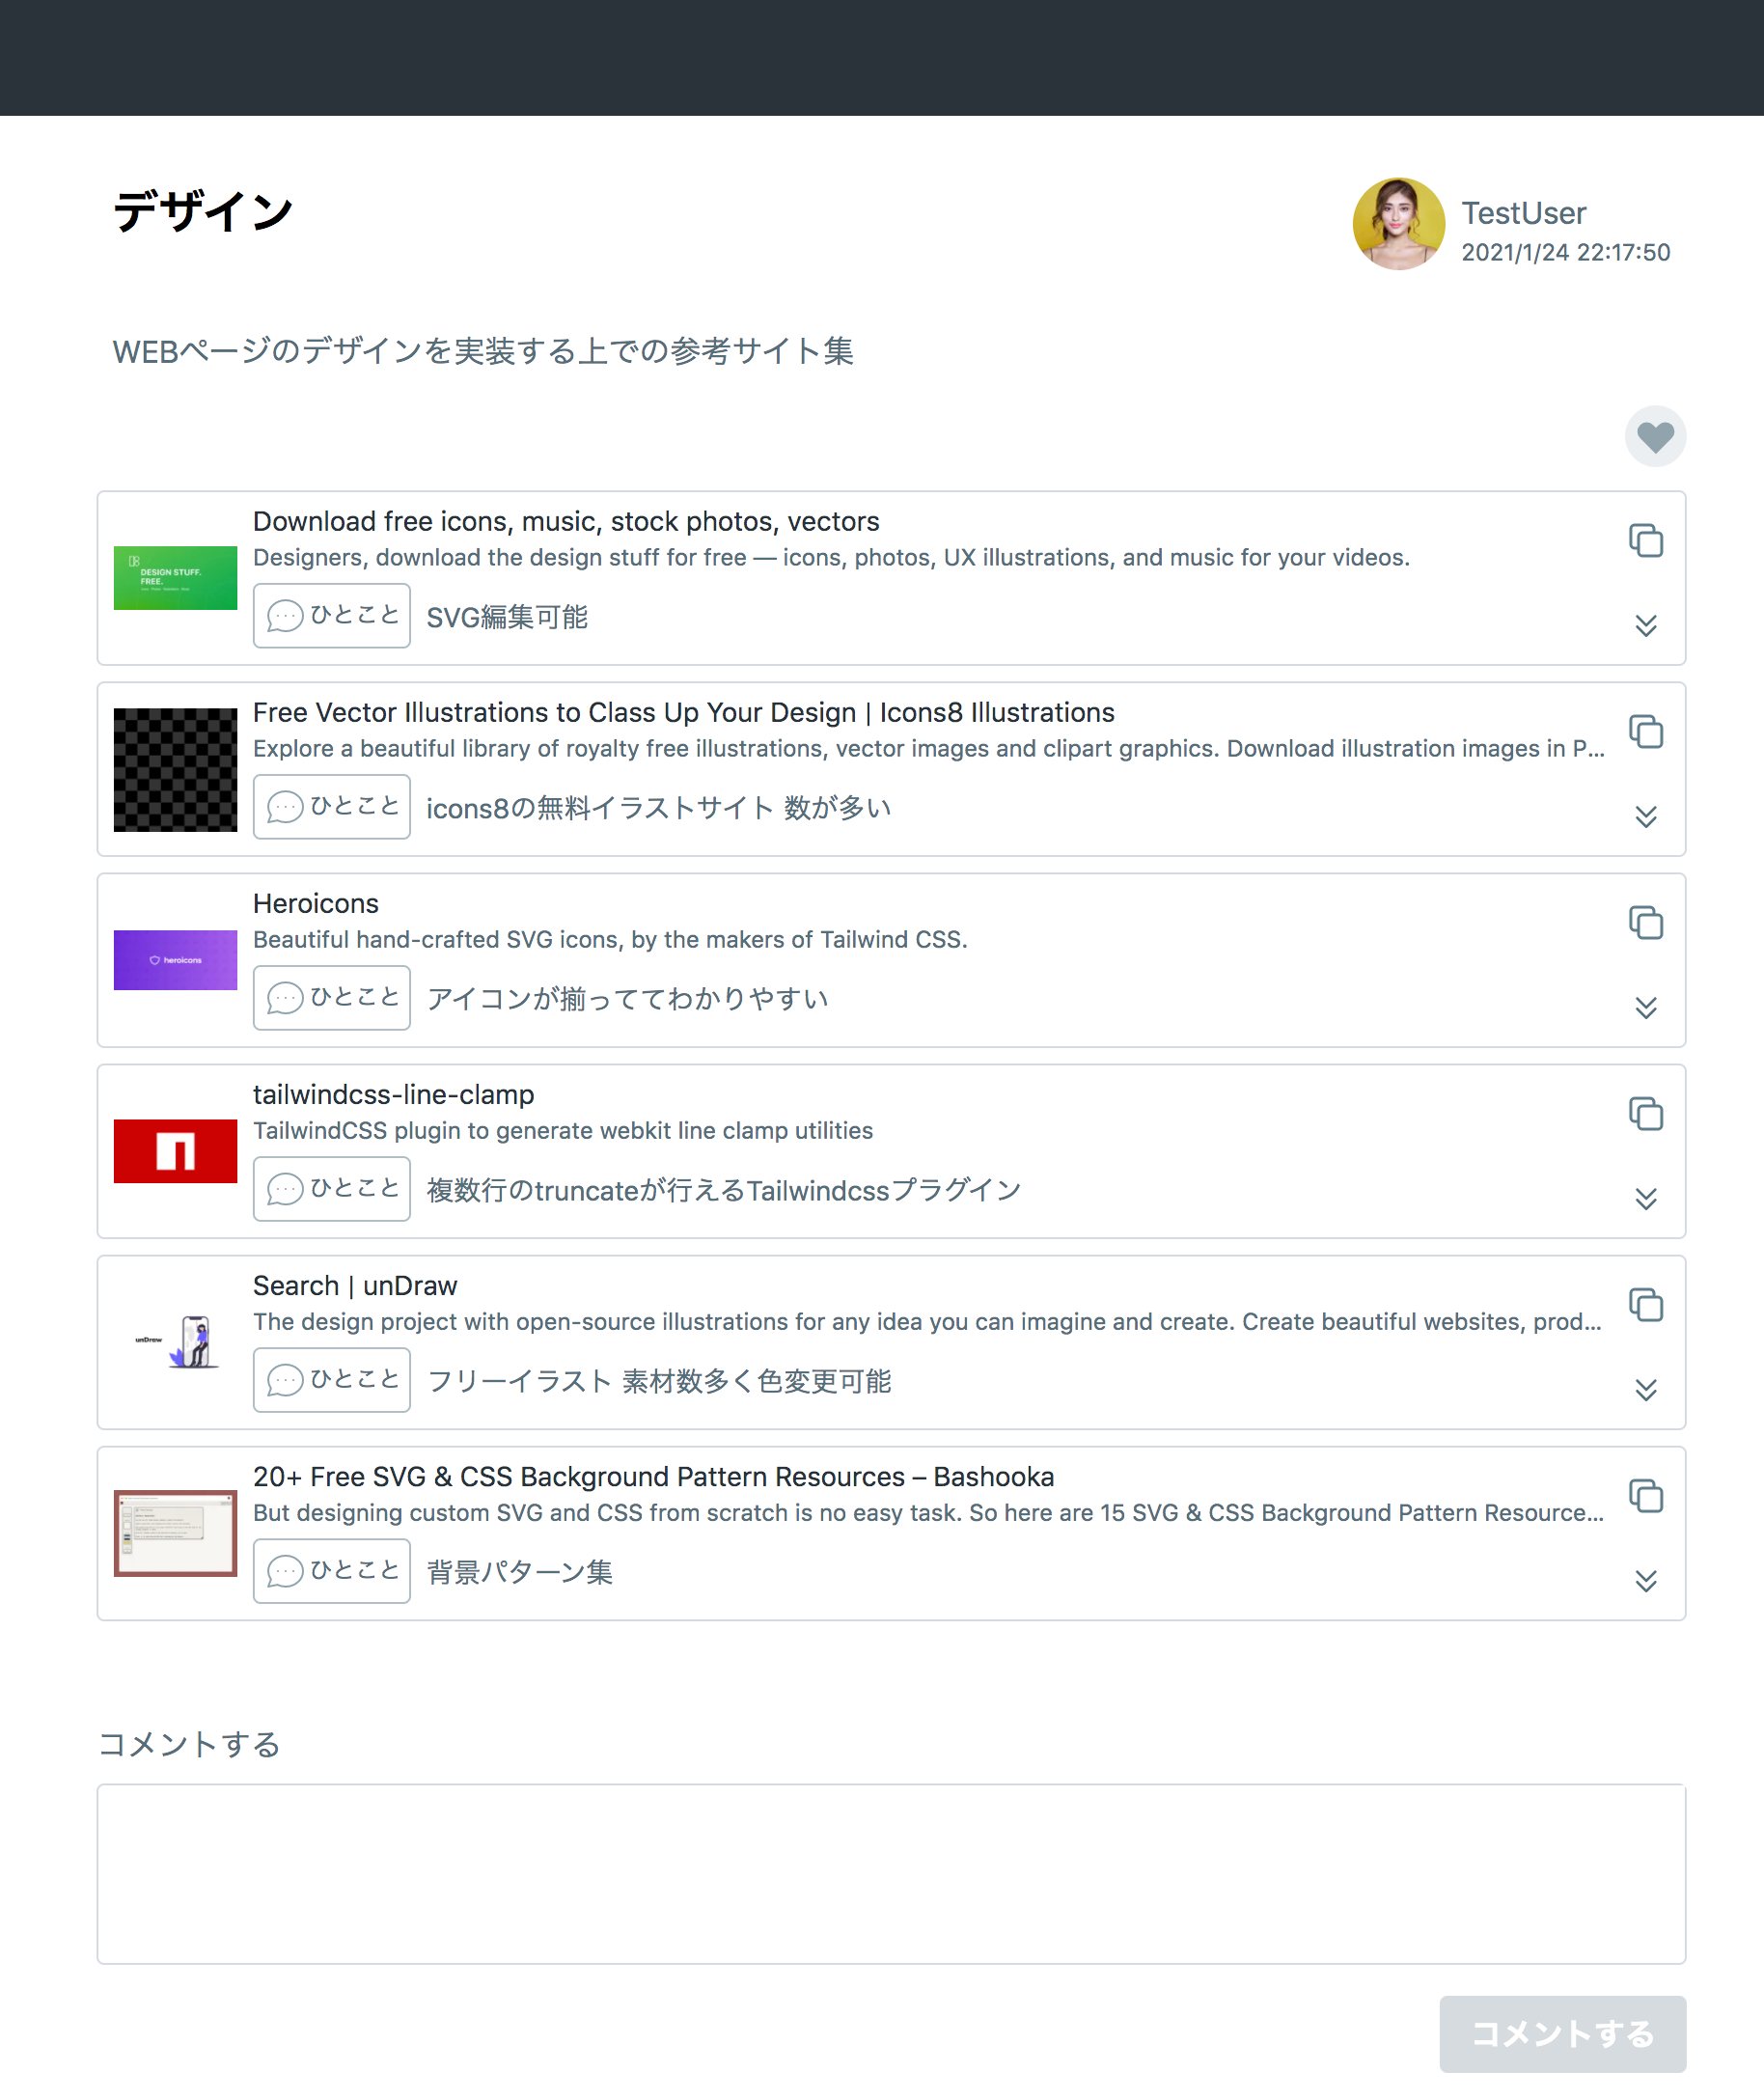 デザイン
TestUser
2021/1/24 22:17:50
WEBページのデザインを実装する上での参考サイト集
Download free icons, music, stock photos, vectors
Designers, download the design stuff for free — icons, photos, UX illustrations, and music for your videos.
DESIGN STUFF.
FREE.
ひとこと
SVG編集可能
Free Vector Illustrations to Class Up Your Design | Icons8 Illustrations
Explore a beautiful library of royalty free illustrations, vector images and clipart graphics. Download illustration images in P...
ひとこと
icons8の無料イラストサイト 数が多い
Heroicons
Beautiful hand-crafted SVG icons, by the makers of Tailwind CSS.
heroicons
ひとこと
アイコンが揃っててわかりやすい
tailwindcss-line-clamp
TailwindCSS plugin to generate webkit line clamp utilities
ひとこと
複数行のtruncateが行えるTailwindcssプラグイン
Search | unDraw
The design project with open-source illustrations for any idea you can imagine and create. Create beautiful websites, prod...
unDraw
ひとこと
フリーイラスト 素材数多く色変更可能
20+ Free SVG & CSS Background Pattern Resources – Bashooka
But designing custom SVG and CSS from scratch is no easy task. So here are 15 SVG & CSS Background Pattern Resource...
ひとこと
背景パターン集
コメントする
コメントする